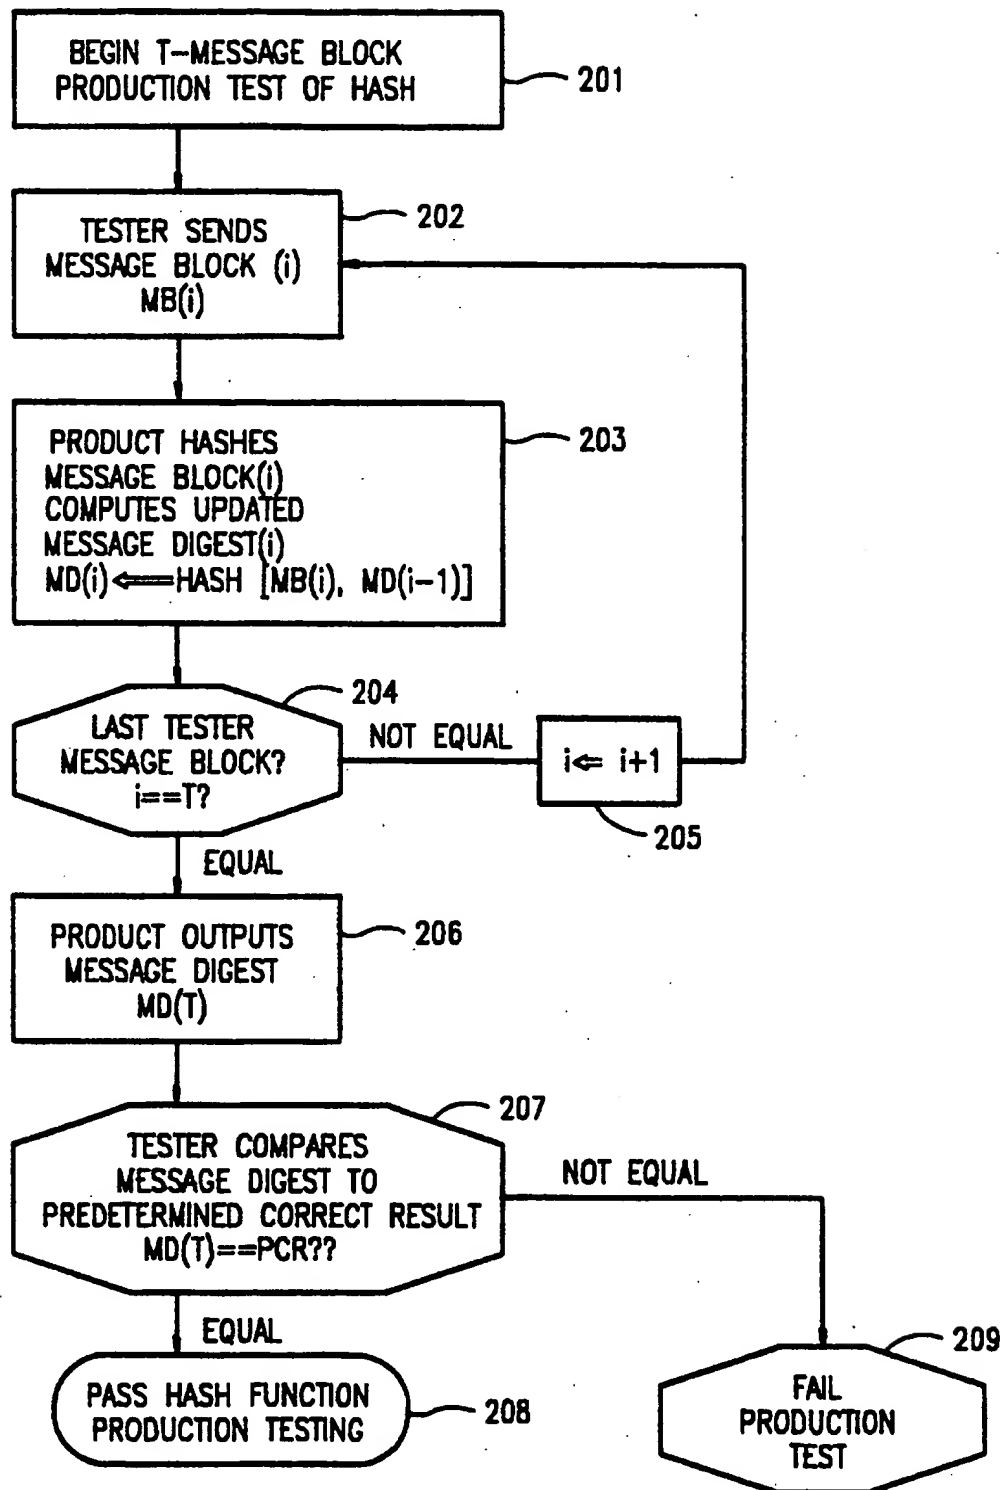 BEGIN T-MESSAGE BLOCK
PRODUCTION TEST OF HASH
201
TESTER SENDS
MESSAGE BLOCK (i)
MB(i)
202
PRODUCT HASHES
MESSAGE BLOCK(i)
COMPUTES UPDATED
MESSAGE DIGEST(i)
MD(i)⇐HASH [MB(i), MD(i-1)]
203
LAST TESTER
MESSAGE BLOCK?
i==T?
204
NOT EQUAL
i⇐ i+1
205
EQUAL
PRODUCT OUTPUTS
MESSAGE DIGEST
MD(T)
206
TESTER COMPARES
MESSAGE DIGEST TO
PREDETERMINED CORRECT RESULT
MD(T)==PCR??
207
NOT EQUAL
EQUAL
PASS HASH FUNCTION
PRODUCTION TESTING
208
FAIL
PRODUCTION
TEST
209